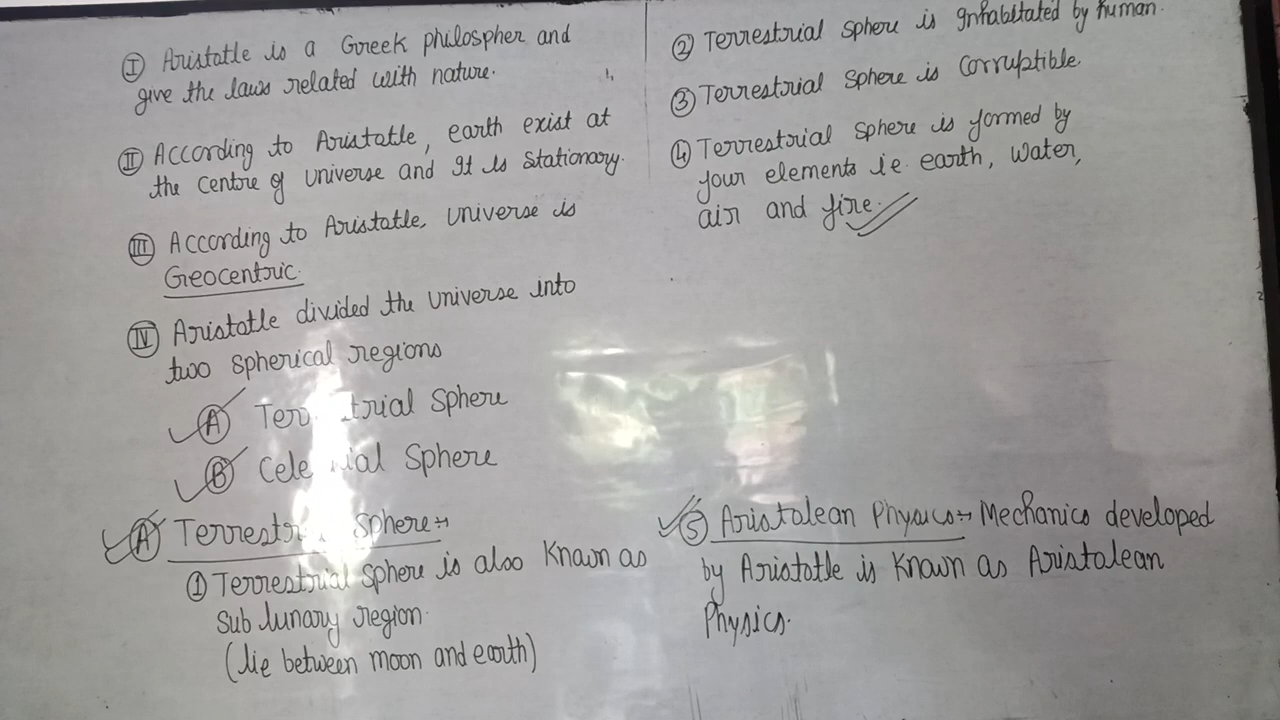 Ⓘ Aristotle is a Greek philospher and
give the laws related with nature.
ⒾⒾ According to Aristotle, earth exist at
the Centre of universe and It is stationary.
ⒾⒾⒾ According to Aristotle, universe is
Geocentric.
ⒾⓋ Aristotle divided the universe into
two spherical regions
Ⓐ Sphere
Ⓑ Sphere
Ⓐ Sphere:-
① Terrestrial sphere is also Known as
Sub lunary region.
(lie between moon and earth)
② Terrestrial sphere is Inhabitated by human.
③ Terrestrial sphere is Corruptible.
④ Terrestrial sphere is formed by
four elements i.e. earth, water,
air and fire.
⑤ Aristolean Physics:- Mechanics developed
by Aristotle is Known as Aristolean
Physics.